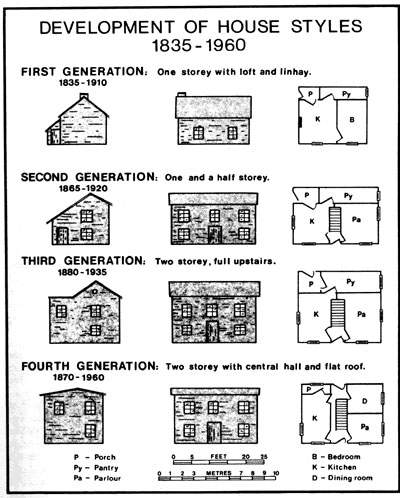 DEVELOPMENT OF HOUSE STYLES
1835-1960
FIRST GENERATION: One storey with loft and linhay.
1835-1910
P
Py
K
B
SECOND GENERATION: One and a half storey.
1865-1920
P
Py
K
Pa
THIRD GENERATION: Two storey, full upstairs.
1880-1935
P
Py
K
Pa
FOURTH GENERATION: Two storey with central hall and flat roof.
1870-1960
P
K
D
Pa
P – Porch
Py – Pantry
Pa – Parlour
0 5 FEET 20 25
0 1 2 3 METRES 7 8 9 10
B – Bedroom
K – Kitchen
D – Dining room